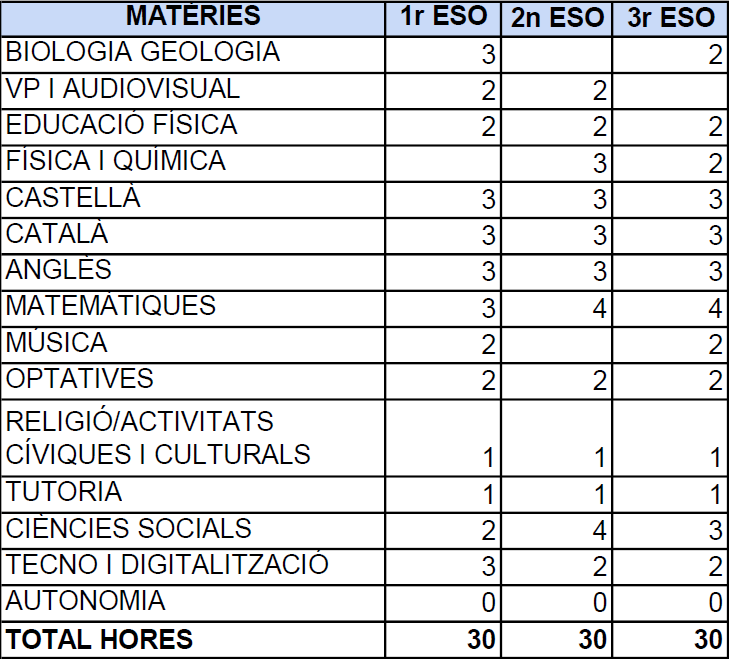 MATÈRIES 1r ESO 2n ESO 3r ESO
BIOLOGIA GEOLOGIA 3 2
VP I AUDIOVISUAL 2 2
EDUCACIÓ FÍSICA 2 2 2
FÍSICA I QUÍMICA 3 2
CASTELLÀ 3 3 3
CATALÀ 3 3 3
ANGLÈS 3 3 3
MATEMÀTIQUES 3 4 4
MÚSICA 2 2
OPTATIVES 2 2 2
RELIGIÓ/ACTIVITATS
CÍVIQUES I CULTURALS 1 1 1
TUTORIA 1 1 1
CIÈNCIES SOCIALS 2 4 3
TECNO I DIGITALITZACIÓ 3 2 2
AUTONOMIA 0 0 0
TOTAL HORES 30 30 30